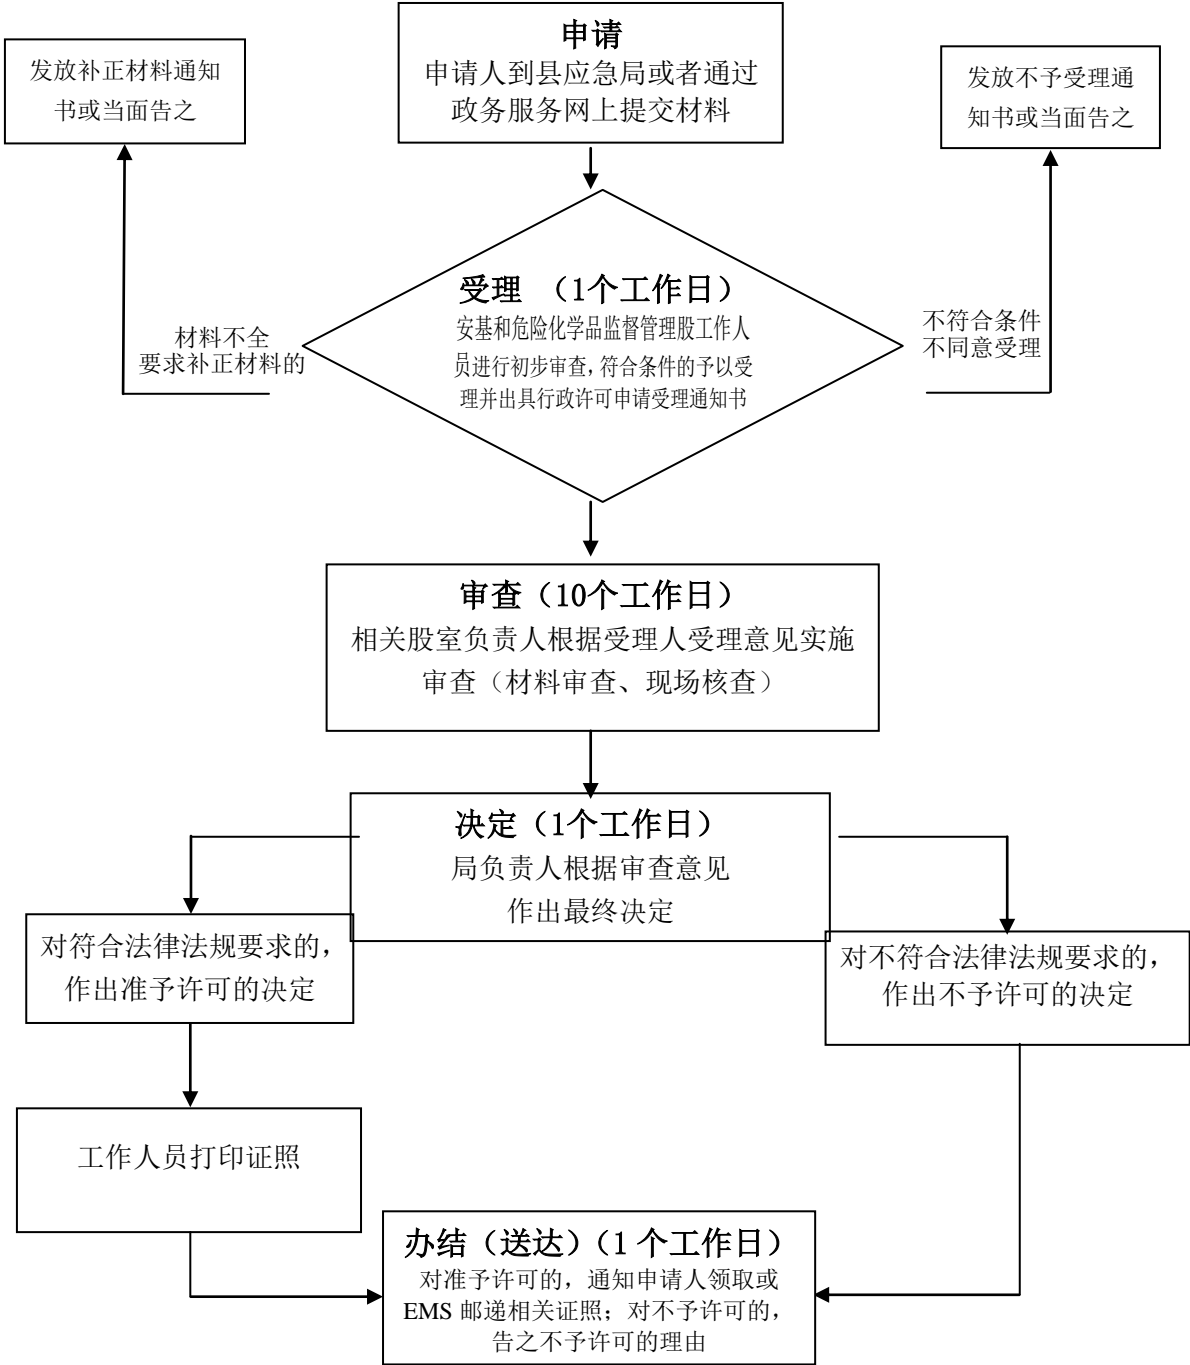 申请
申请人到县应急局或者通过
政务服务网上提交材料
发放补正材料通知
书或当面告之
发放不予受理通
知书或当面告之
受理 （1个工作日）
安基和危险化学品监督管理股工作人
员进行初步审查，符合条件的予以受
理并出具行政许可申请受理通知书
材料不全
要求补正材料的
不符合条件
不同意受理
审查（10个工作日）
相关股室负责人根据受理人受理意见实施
审查（材料审查、现场核查）
决定（1个工作日）
局负责人根据审查意见
作出最终决定
对符合法律法规要求的，
作出准予许可的决定
对不符合法律法规要求的，
作出不予许可的决定
工作人员打印证照
办结（送达）（1 个工作日）
对准予许可的，通知申请人领取或
EMS 邮递相关证照；对不予许可的，
告之不予许可的理由